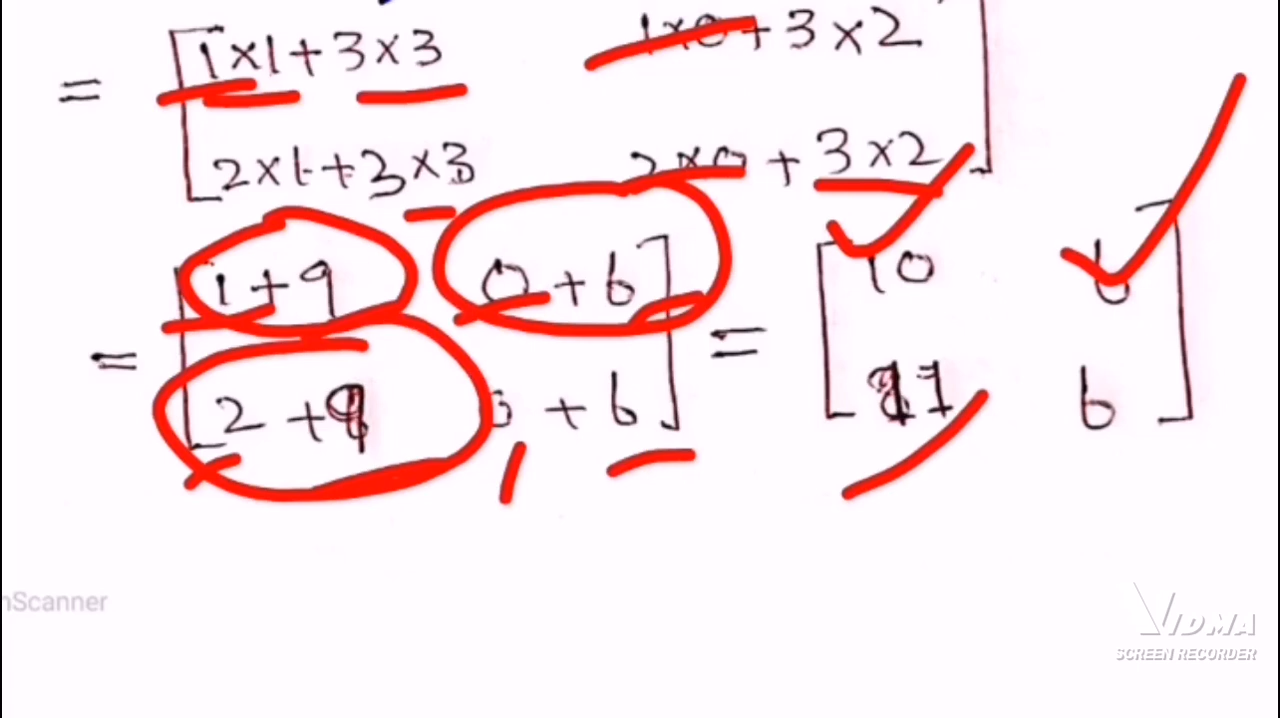 = [ 1×1+3×3 1×0+3×2
2×1+3×3 2×0 + 3×2 ]
= [ 1+9 0+6 ] = [ 10 6
2+9 0+6 ] 11 6 ]
nScanner
VIDMA
SCREEN RECORDER